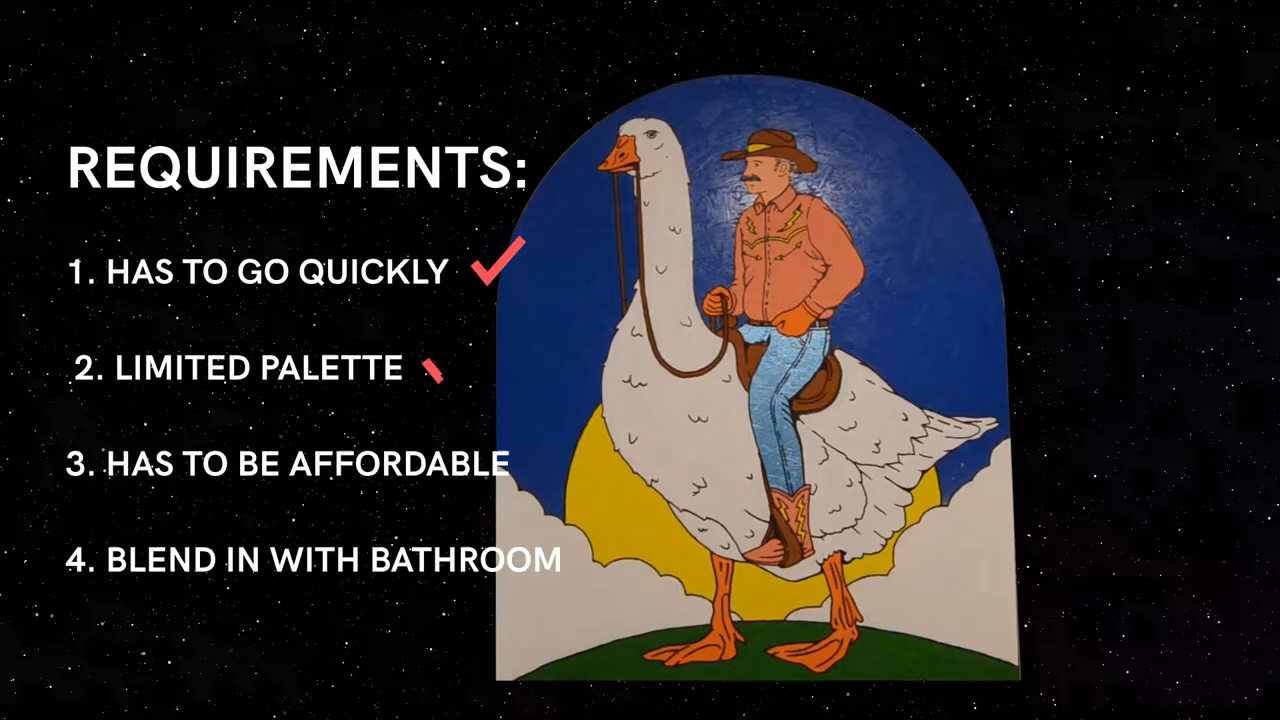 REQUIREMENTS:
1. HAS TO GO QUICKLY
2. LIMITED PALETTE
3. HAS TO BE AFFORDABLE
4. BLEND IN WITH BATHROOM